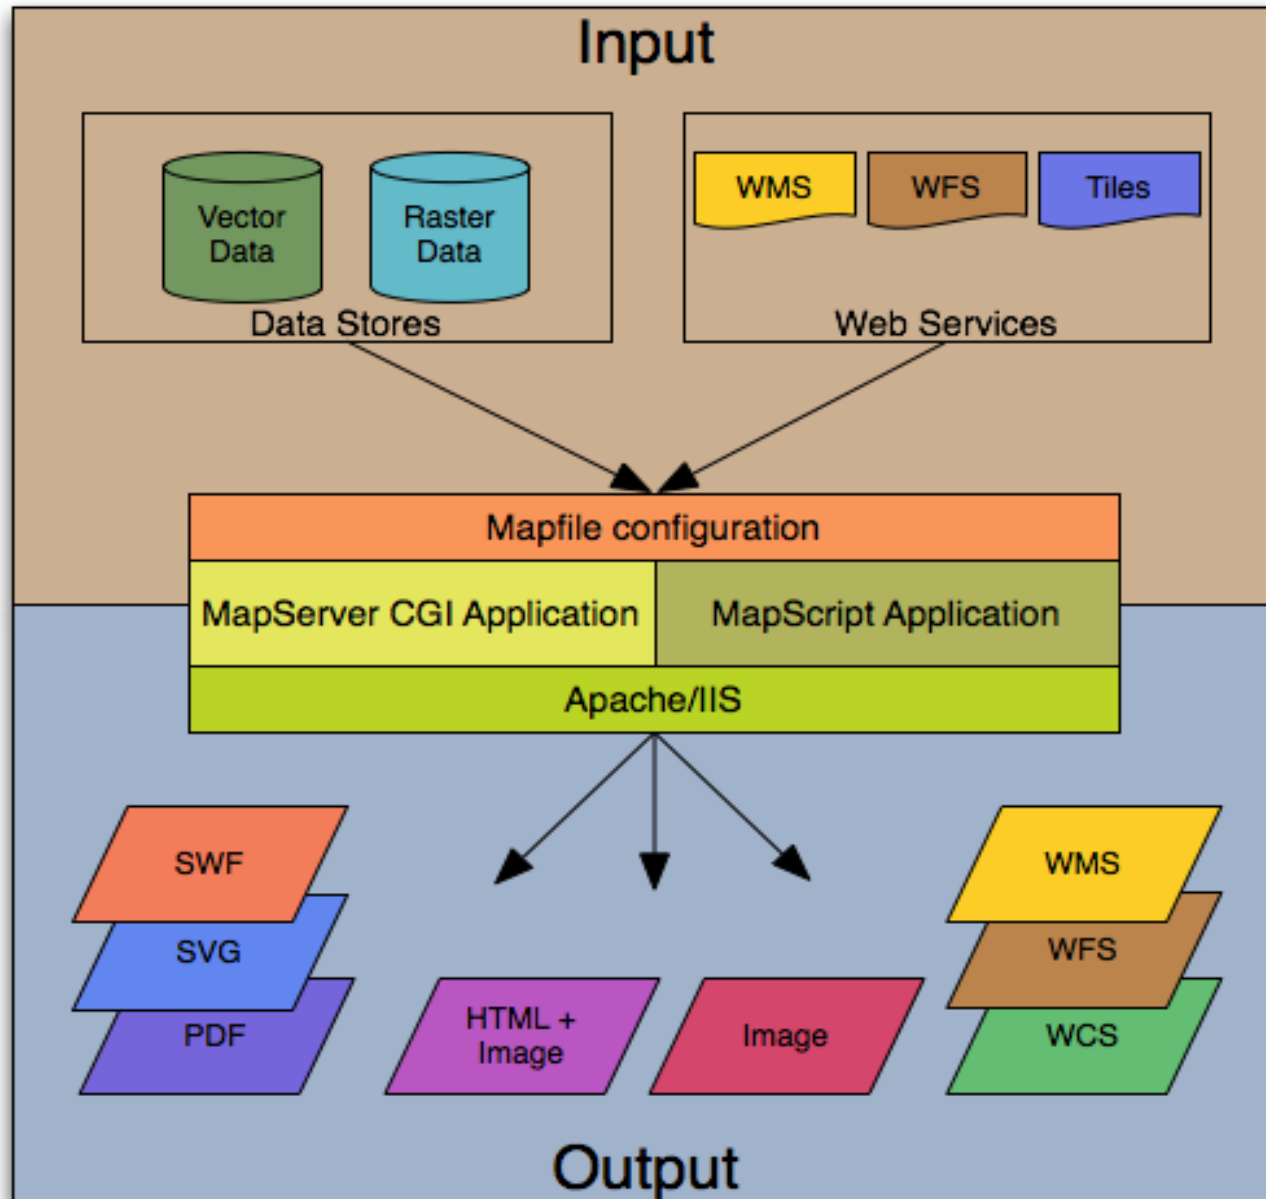 Input
Vector
Data
Raster
Data
Data Stores
WMS
WFS
Tiles
Web Services
Mapfile configuration
MapServer CGI Application
MapScript Application
Apache/IIS
SWF
SVG
PDF
HTML +
Image
Image
WMS
WFS
WCS
Output